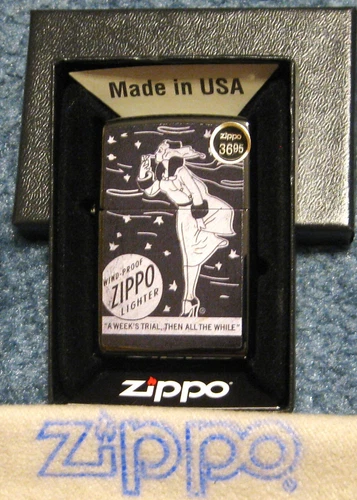 Made in USA
zippo
36.95
WIND-PROOF
ZIPPO
LIGHTER
"A WEEK'S TRIAL, THEN ALL THE WHILE"
zippo
zippo